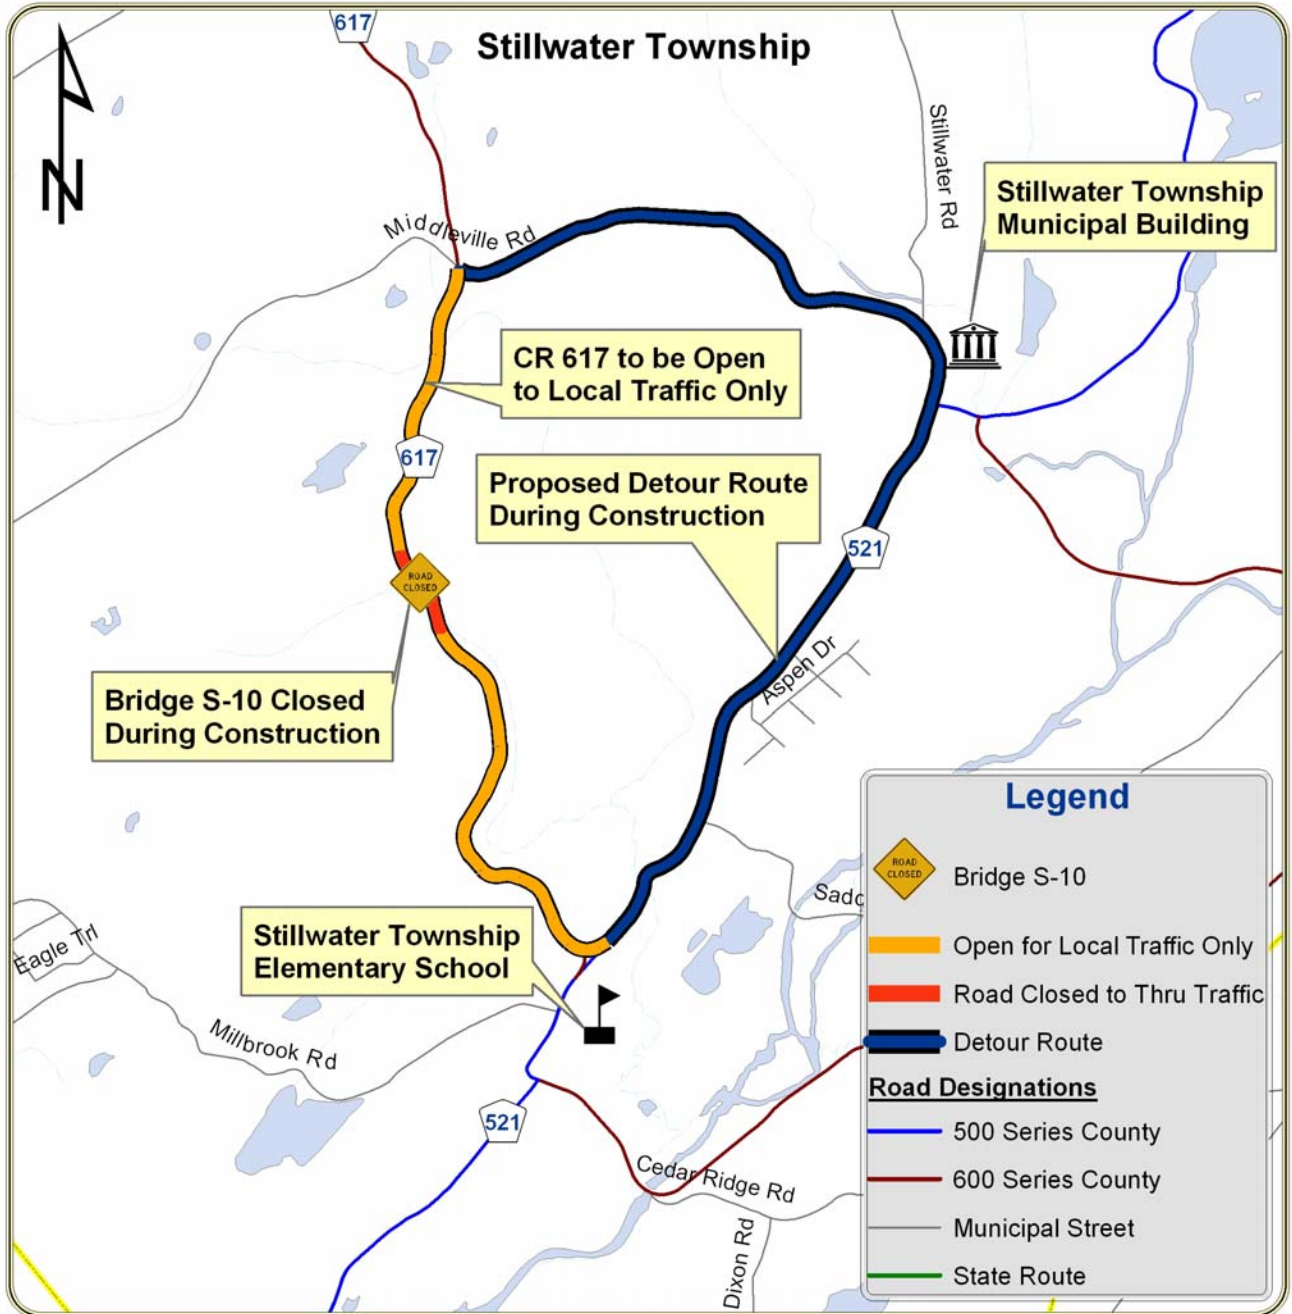 617
Stillwater Township
N
Stillwater Rd
Stillwater Township
Municipal Building
Middleville Rd
CR 617 to be Open
to Local Traffic Only
617
Proposed Detour Route
During Construction
521
ROAD
CLOSED
Aspen Dr
Bridge S-10 Closed
During Construction
Eagle Trl
Stillwater Township
Elementary School
Millbrook Rd
Sadd
521
Cedar Ridge Rd
Dixon Rd
Legend
ROAD
CLOSED
Bridge S-10
Open for Local Traffic Only
Road Closed to Thru Traffic
Detour Route
Road Designations
500 Series County
600 Series County
Municipal Street
State Route